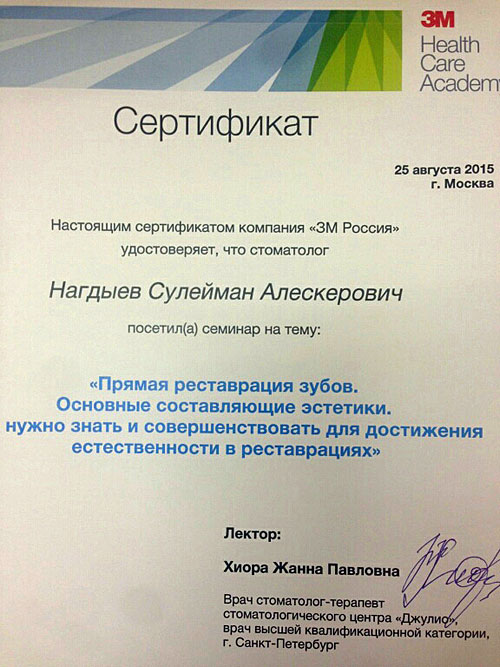 3M
Health
Care
Academy
Сертификат
25 августа 2015
г. Москва
Настоящим сертификатом компания «3М Россия»
удостоверяет, что стоматолог
Нагдыев Сулейман Алескерович
посетил(а) семинар на тему:
«Прямая реставрация зубов.
Основные составляющие эстетики.
нужно знать и совершенствовать для достижения
естественности в реставрациях»
Лектор:
Хиора Жанна Павловна
Врач стоматолог-терапевт
стоматологического центра «Джулио»,
врач высшей квалификационной категории,
г. Санкт-Петербург